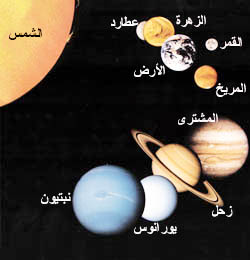 الزهرة
عطارد
الشمس
القمر
الأرض
المريخ
المشترى
زحل
نبتيون
يورانوس